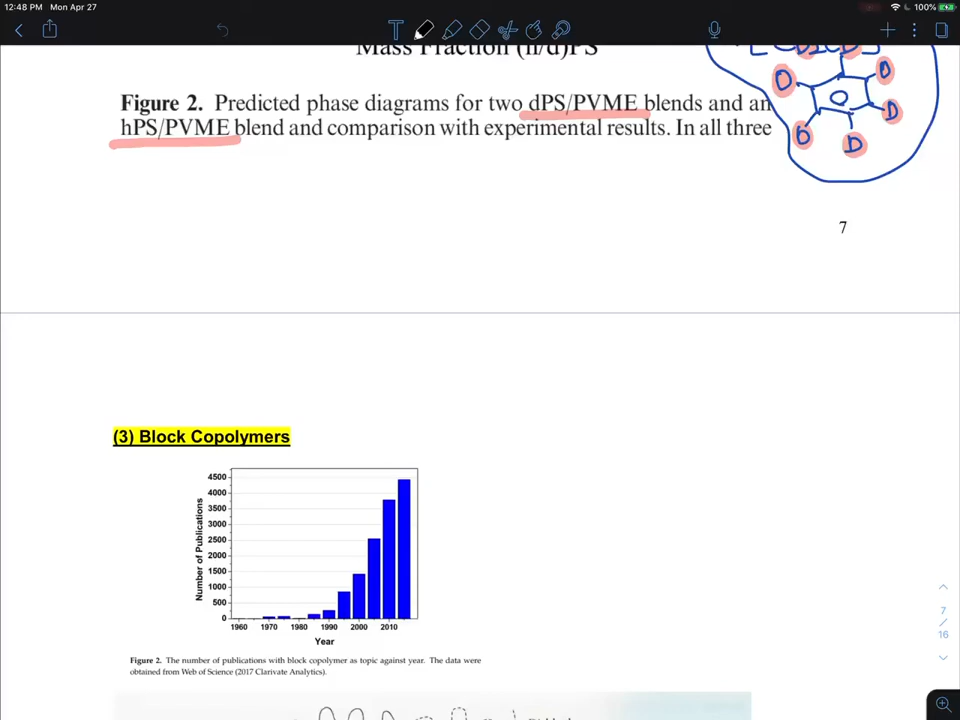 12:48 PM Mon Apr 27
100%
T
Mass Fraction (h/d)PS
D
D
D
D
Figure 2. Predicted phase diagrams for two dPS/PVME blends and an
hPS/PVME blend and comparison with experimental results. In all three
7
(3) Block Copolymers
Number of Publications
4500
4000
3500
3000
2500
2000
1500
1000
500
0
1960 1970 1980 1990 2000 2010
Year
Figure 2. The number of publications with block copolymer as topic against year. The data were
obtained from Web of Science (2017 Clarivate Analytics).
7
/
16